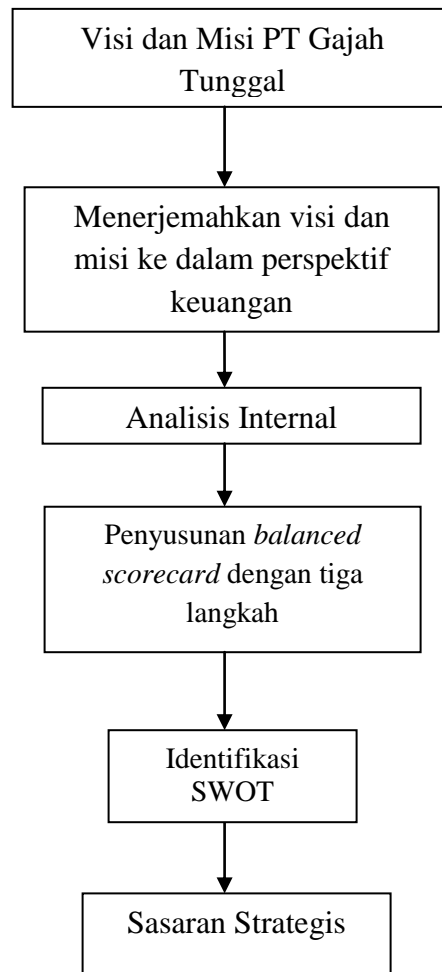 Visi dan Misi PT Gajah
Tunggal
Menerjemahkan visi dan
misi ke dalam perspektif
keuangan
Analisis Internal
Penyusunan balanced
scorecard dengan tiga
langkah
Identifikasi
SWOT
Sasaran Strategis